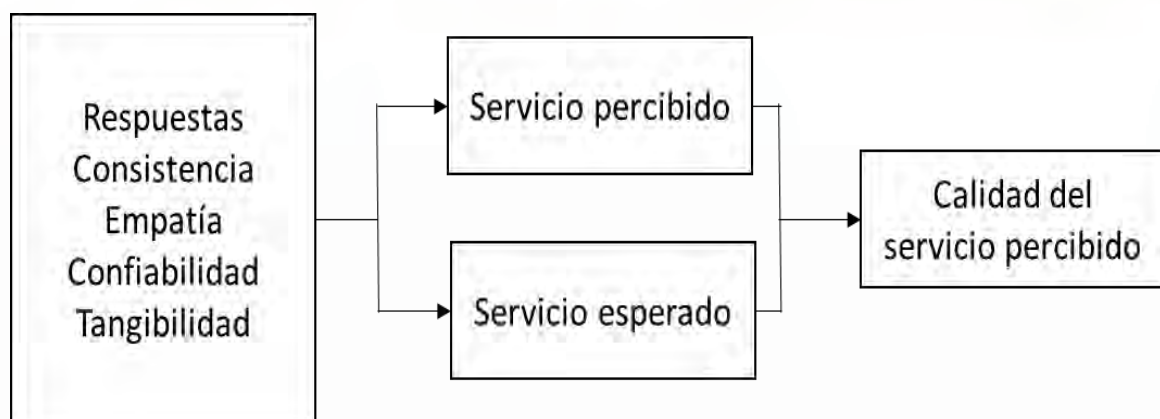 Respuestas
Consistencia
Empatía
Confiabilidad
Tangibilidad
Servicio percibido
Servicio esperado
Calidad del
servicio percibido